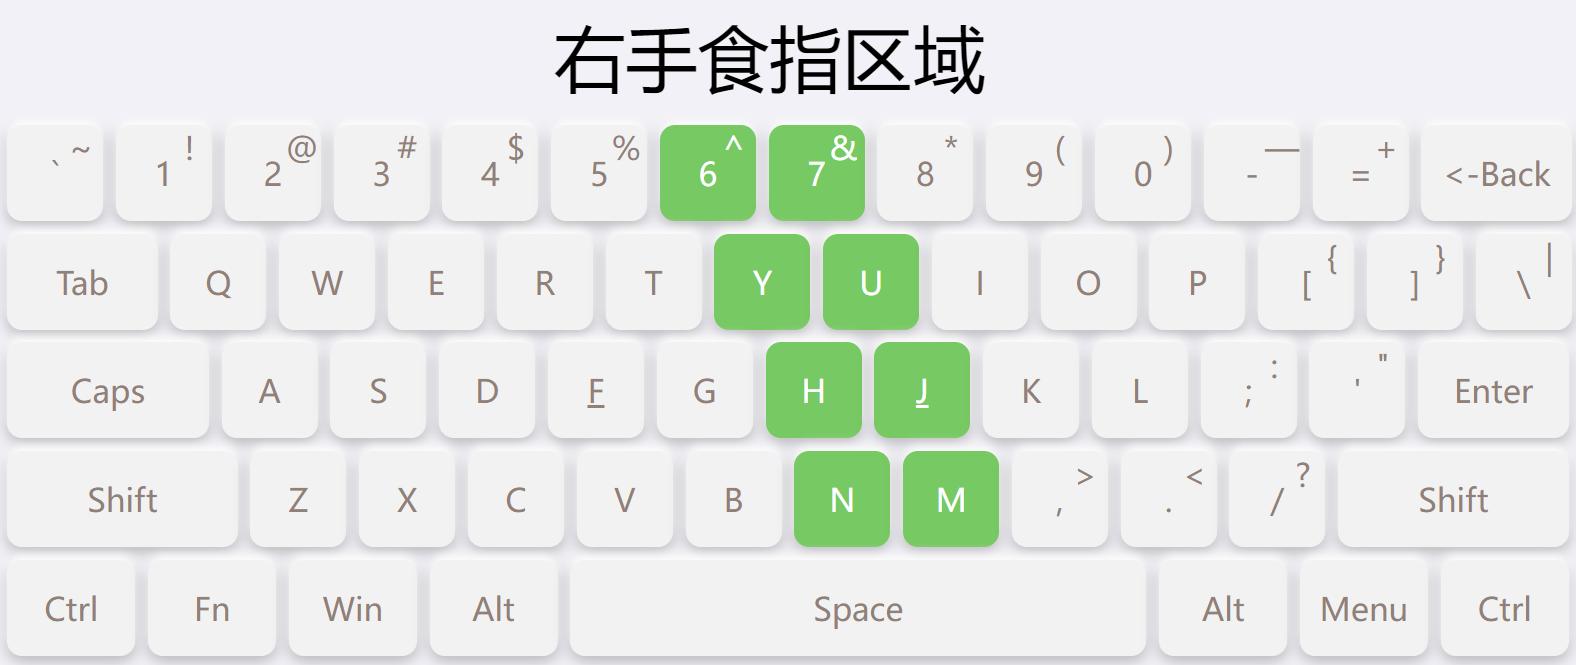 右手食指区域
` ~ 1 ! 2 @ 3 # 4 $ 5 % 6 ^ 7 & 8 * 9 ( 0 ) - — = + <-Back
Tab Q W E R T Y U I O P [ { ] } \ |
Caps A S D F G H J K L ; : ' " Enter
Shift Z X C V B N M , > . < / ? Shift
Ctrl Fn Win Alt Space Alt Menu Ctrl